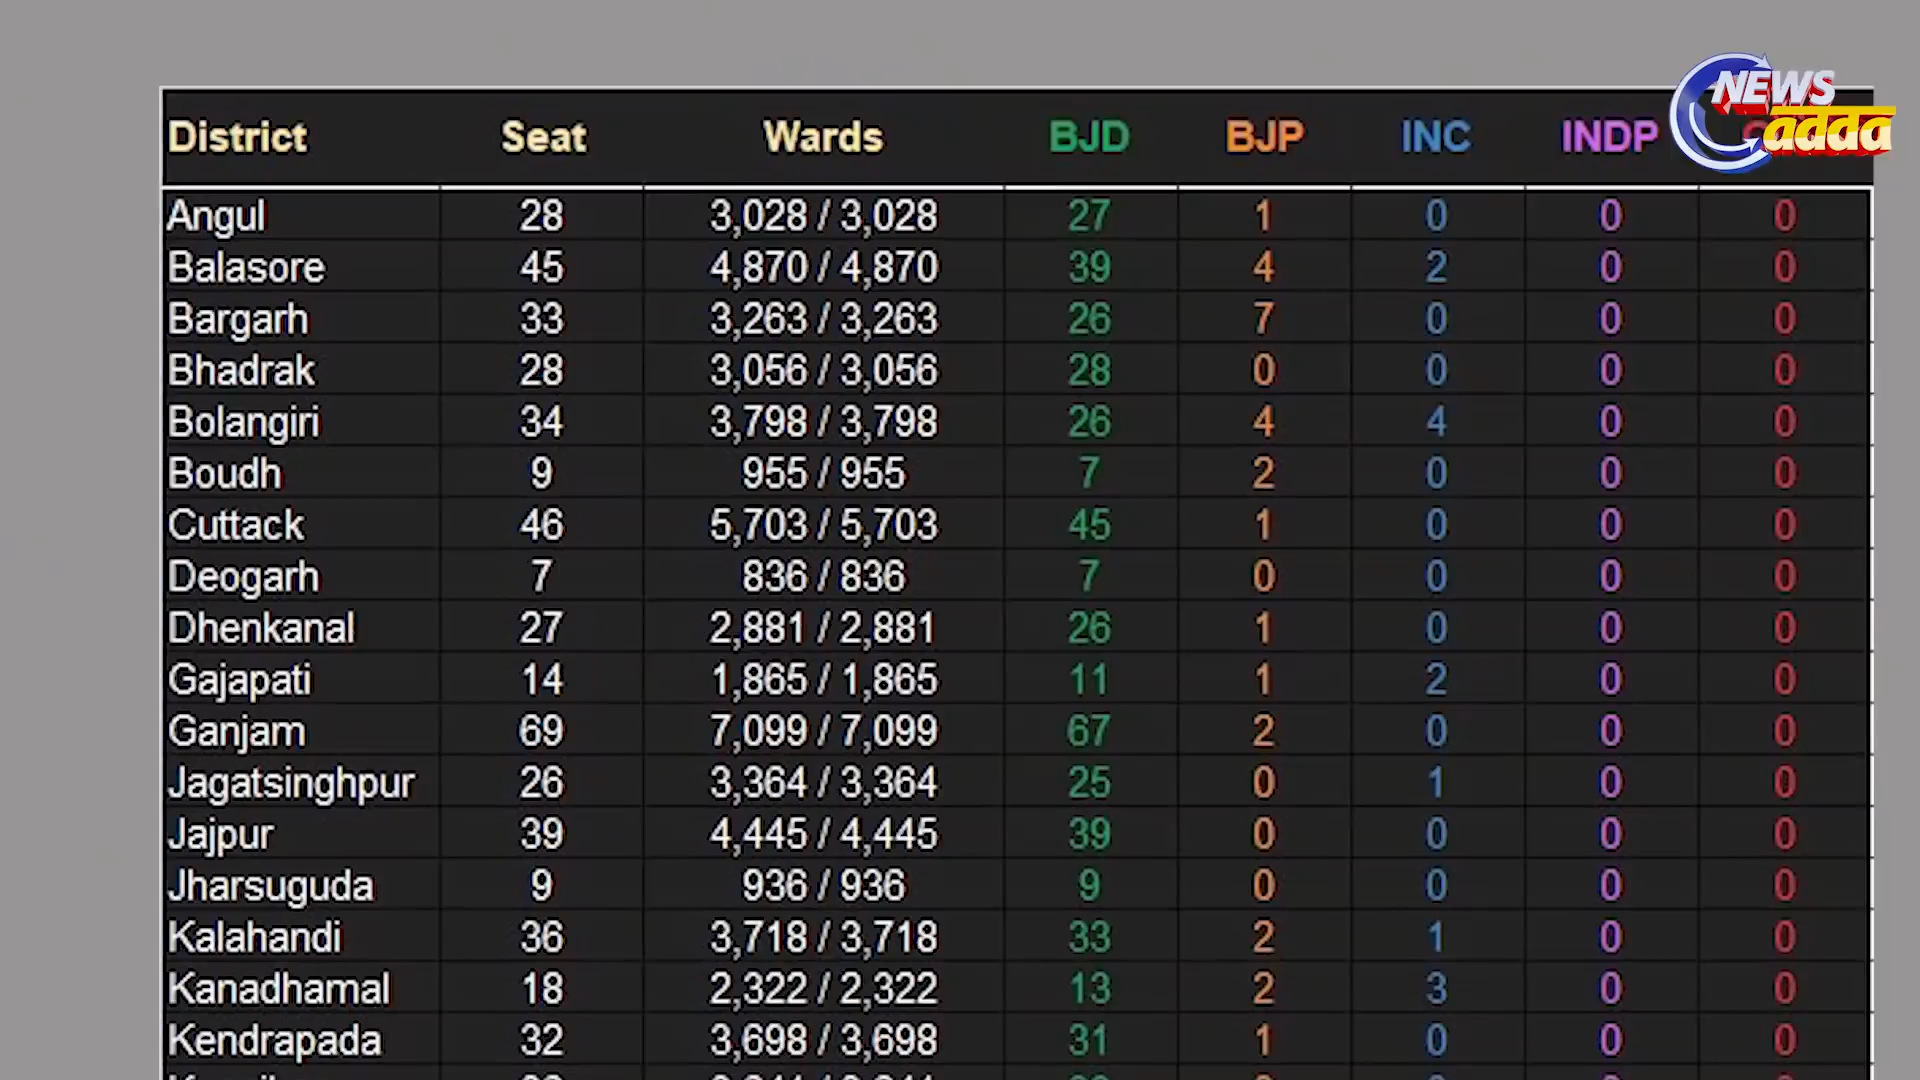 NEWS
adda
District Seat Wards BJD BJP INC INDP
Angul 28 3,028 / 3,028 27 1 0 0 0
Balasore 45 4,870 / 4,870 39 4 2 0 0
Bargarh 33 3,263 / 3,263 26 7 0 0 0
Bhadrak 28 3,056 / 3,056 28 0 0 0 0
Bolangiri 34 3,798 / 3,798 26 4 4 0 0
Boudh 9 955 / 955 7 2 0 0 0
Cuttack 46 5,703 / 5,703 45 1 0 0 0
Deogarh 7 836 / 836 7 0 0 0 0
Dhenkanal 27 2,881 / 2,881 26 1 0 0 0
Gajapati 14 1,865 / 1,865 11 1 2 0 0
Ganjam 69 7,099 / 7,099 67 2 0 0 0
Jagatsinghpur 26 3,364 / 3,364 25 0 1 0 0
Jajpur 39 4,445 / 4,445 39 0 0 0 0
Jharsuguda 9 936 / 936 9 0 0 0 0
Kalahandi 36 3,718 / 3,718 33 2 1 0 0
Kanadhamal 18 2,322 / 2,322 13 2 3 0 0
Kendrapada 32 3,698 / 3,698 31 1 0 0 0